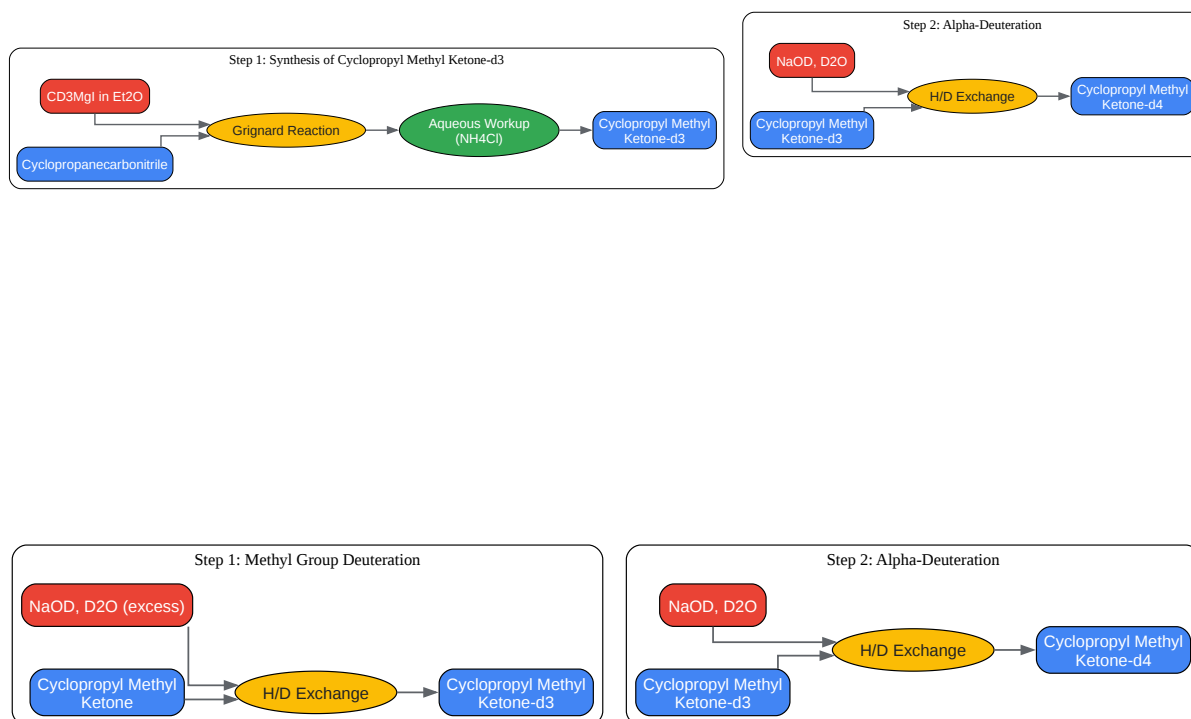 Step 1: Synthesis of Cyclopropyl Methyl Ketone-d3
CD3MgI in Et2O
Cyclopropanecarbonitrile
Grignard Reaction
Aqueous Workup
(NH4Cl)
Cyclopropyl Methyl
Ketone-d3
Step 2: Alpha-Deuteration
NaOD, D2O
Cyclopropyl Methyl
Ketone-d3
H/D Exchange
Cyclopropyl Methyl
Ketone-d4
Step 1: Methyl Group Deuteration
NaOD, D2O (excess)
Cyclopropyl Methyl
Ketone
H/D Exchange
Cyclopropyl Methyl
Ketone-d3
Step 2: Alpha-Deuteration
NaOD, D2O
Cyclopropyl Methyl
Ketone-d3
H/D Exchange
Cyclopropyl Methyl
Ketone-d4